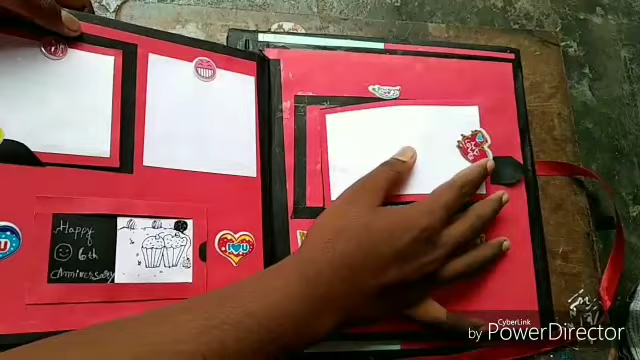 Happy
6th
Anniversary
I ♥ U
U
CyberLink
by PowerDirector